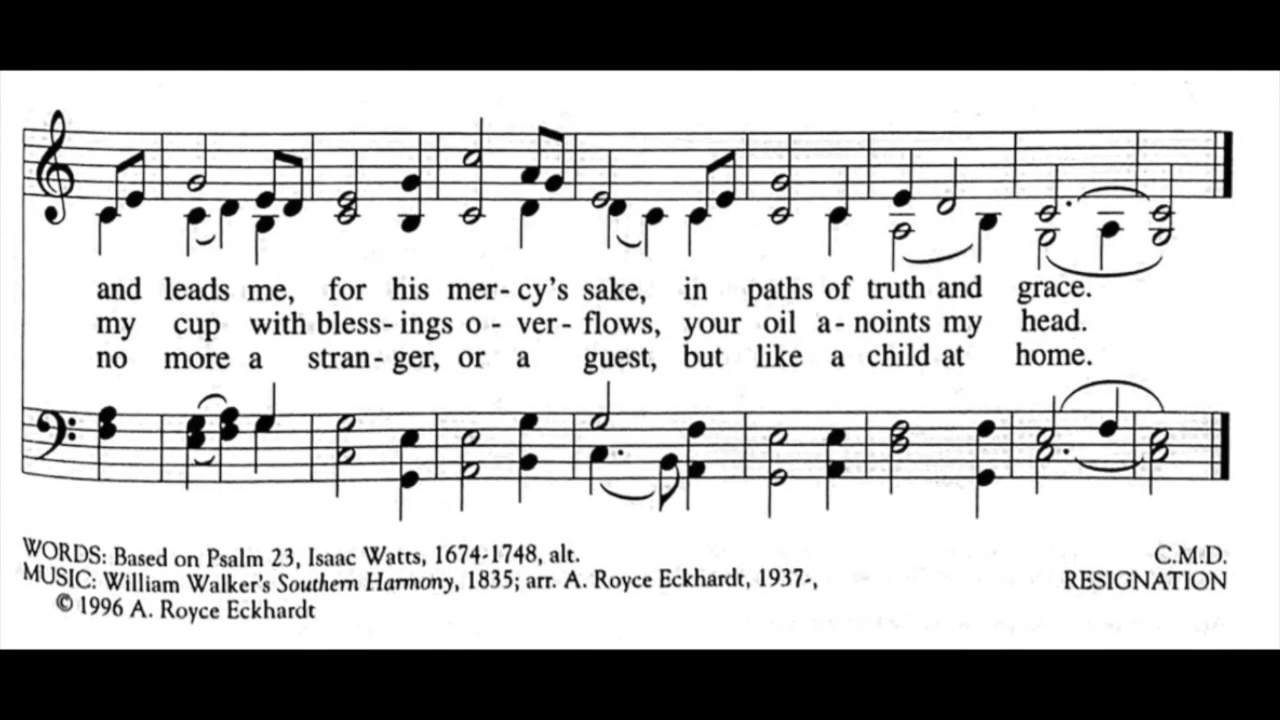 and leads me, for his mer- cy's sake, in paths of truth and grace.
my cup with bless- ings o - ver- flows, your oil a- noints my head.
no more a stran- ger, or a guest, but like a child at home.
WORDS: Based on Psalm 23, Isaac Watts, 1674-1748, alt.
MUSIC: William Walker's Southern Harmony, 1835; arr. A. Royce Eckhardt, 1937-,
© 1996 A. Royce Eckhardt
C.M.D.
RESIGNATION